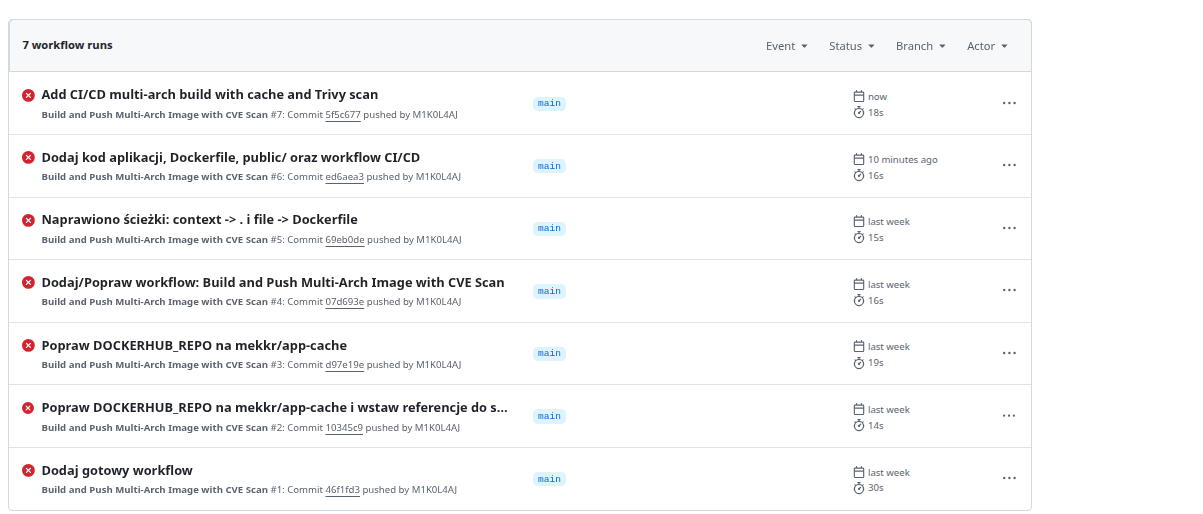 7 workflow runs
Event Status Branch Actor
Add CI/CD multi-arch build with cache and Trivy scan
main
now
Build and Push Multi-Arch Image with CVE Scan #7: Commit 5f5c677 pushed by M1K0L4AJ
18s
Dodaj kod aplikacji, Dockerfile, public/ oraz workflow CI/CD
main
10 minutes ago
Build and Push Multi-Arch Image with CVE Scan #6: Commit ed6aea3 pushed by M1K0L4AJ
16s
Naprawiono ścieżki: context -> . i file -> Dockerfile
main
last week
Build and Push Multi-Arch Image with CVE Scan #5: Commit 69eb0de pushed by M1K0L4AJ
15s
Dodaj/Popraw workflow: Build and Push Multi-Arch Image with CVE Scan
main
last week
Build and Push Multi-Arch Image with CVE Scan #4: Commit 07d693e pushed by M1K0L4AJ
16s
Popraw DOCKERHUB_REPO na mekkr/app-cache
main
last week
Build and Push Multi-Arch Image with CVE Scan #3: Commit d97e19e pushed by M1K0L4AJ
19s
Popraw DOCKERHUB_REPO na mekkr/app-cache i wstaw referencje do s...
main
last week
Build and Push Multi-Arch Image with CVE Scan #2: Commit 10345c9 pushed by M1K0L4AJ
14s
Dodaj gotowy workflow
main
last week
Build and Push Multi-Arch Image with CVE Scan #1: Commit 46f1fd3 pushed by M1K0L4AJ
30s